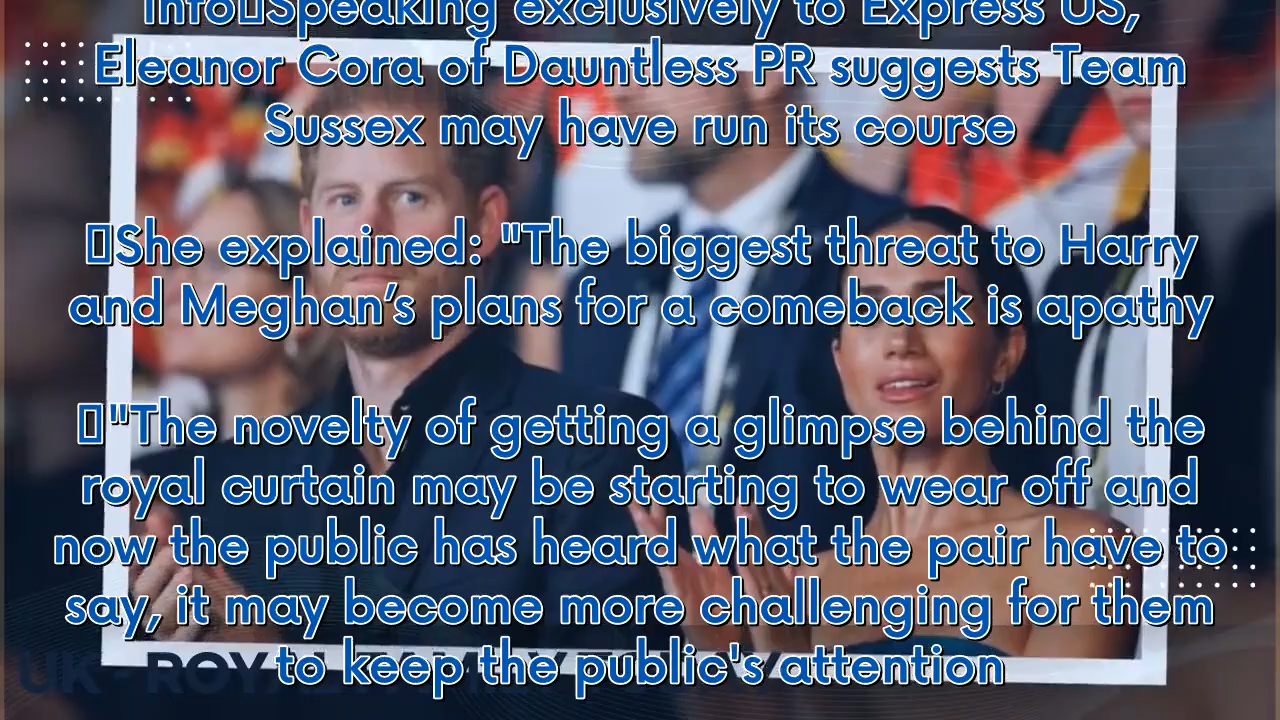 Info▯Speaking exclusively to Express US,
Eleanor Cora of Dauntless PR suggests Team
Sussex may have run its course
▯She explained: "The biggest threat to Harry
and Meghan’s plans for a comeback is apathy
▯"The novelty of getting a glimpse behind the
royal curtain may be starting to wear off and
now the public has heard what the pair have to
say, it may become more challenging for them
to keep the public's attention
UK - ROYAL